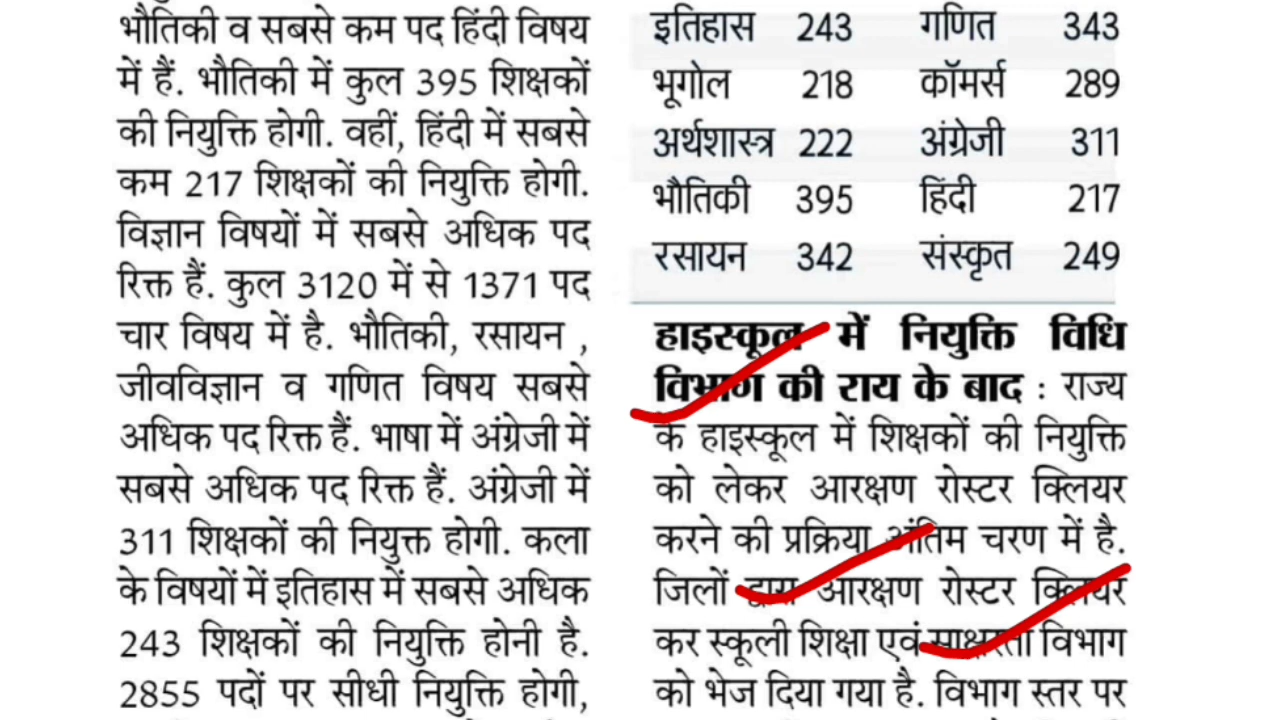 भौतिकी व सबसे कम पद हिंदी विषय
में हैं. भौतिकी में कुल 395 शिक्षकों
की नियुक्ति होगी. वहीं, हिंदी में सबसे
कम 217 शिक्षकों की नियुक्ति होगी.
विज्ञान विषयों में सबसे अधिक पद
रिक्त हैं. कुल 3120 में से 1371 पद
चार विषय में है. भौतिकी, रसायन ,
जीवविज्ञान व गणित विषय सबसे
अधिक पद रिक्त हैं. भाषा में अंग्रेजी में
सबसे अधिक पद रिक्त हैं. अंग्रेजी में
311 शिक्षकों की नियुक्त होगी. कला
के विषयों में इतिहास में सबसे अधिक
243 शिक्षकों की नियुक्ति होनी है.
2855 पदों पर सीधी नियुक्ति होगी,
इतिहास 243 गणित 343
भूगोल 218 कॉमर्स 289
अर्थशास्त्र 222 अंग्रेजी 311
भौतिकी 395 हिंदी 217
रसायन 342 संस्कृत 249
हाइस्कूल में नियुक्ति विधि
विभाग की राय के बाद : राज्य
के हाइस्कूल में शिक्षकों की नियुक्ति
को लेकर आरक्षण रोस्टर क्लियर
करने की प्रक्रिया अंतिम चरण में है.
जिलों द्वारा आरक्षण रोस्टर क्लियर
कर स्कूली शिक्षा एवं साक्षरता विभाग
को भेज दिया गया है. विभाग स्तर पर